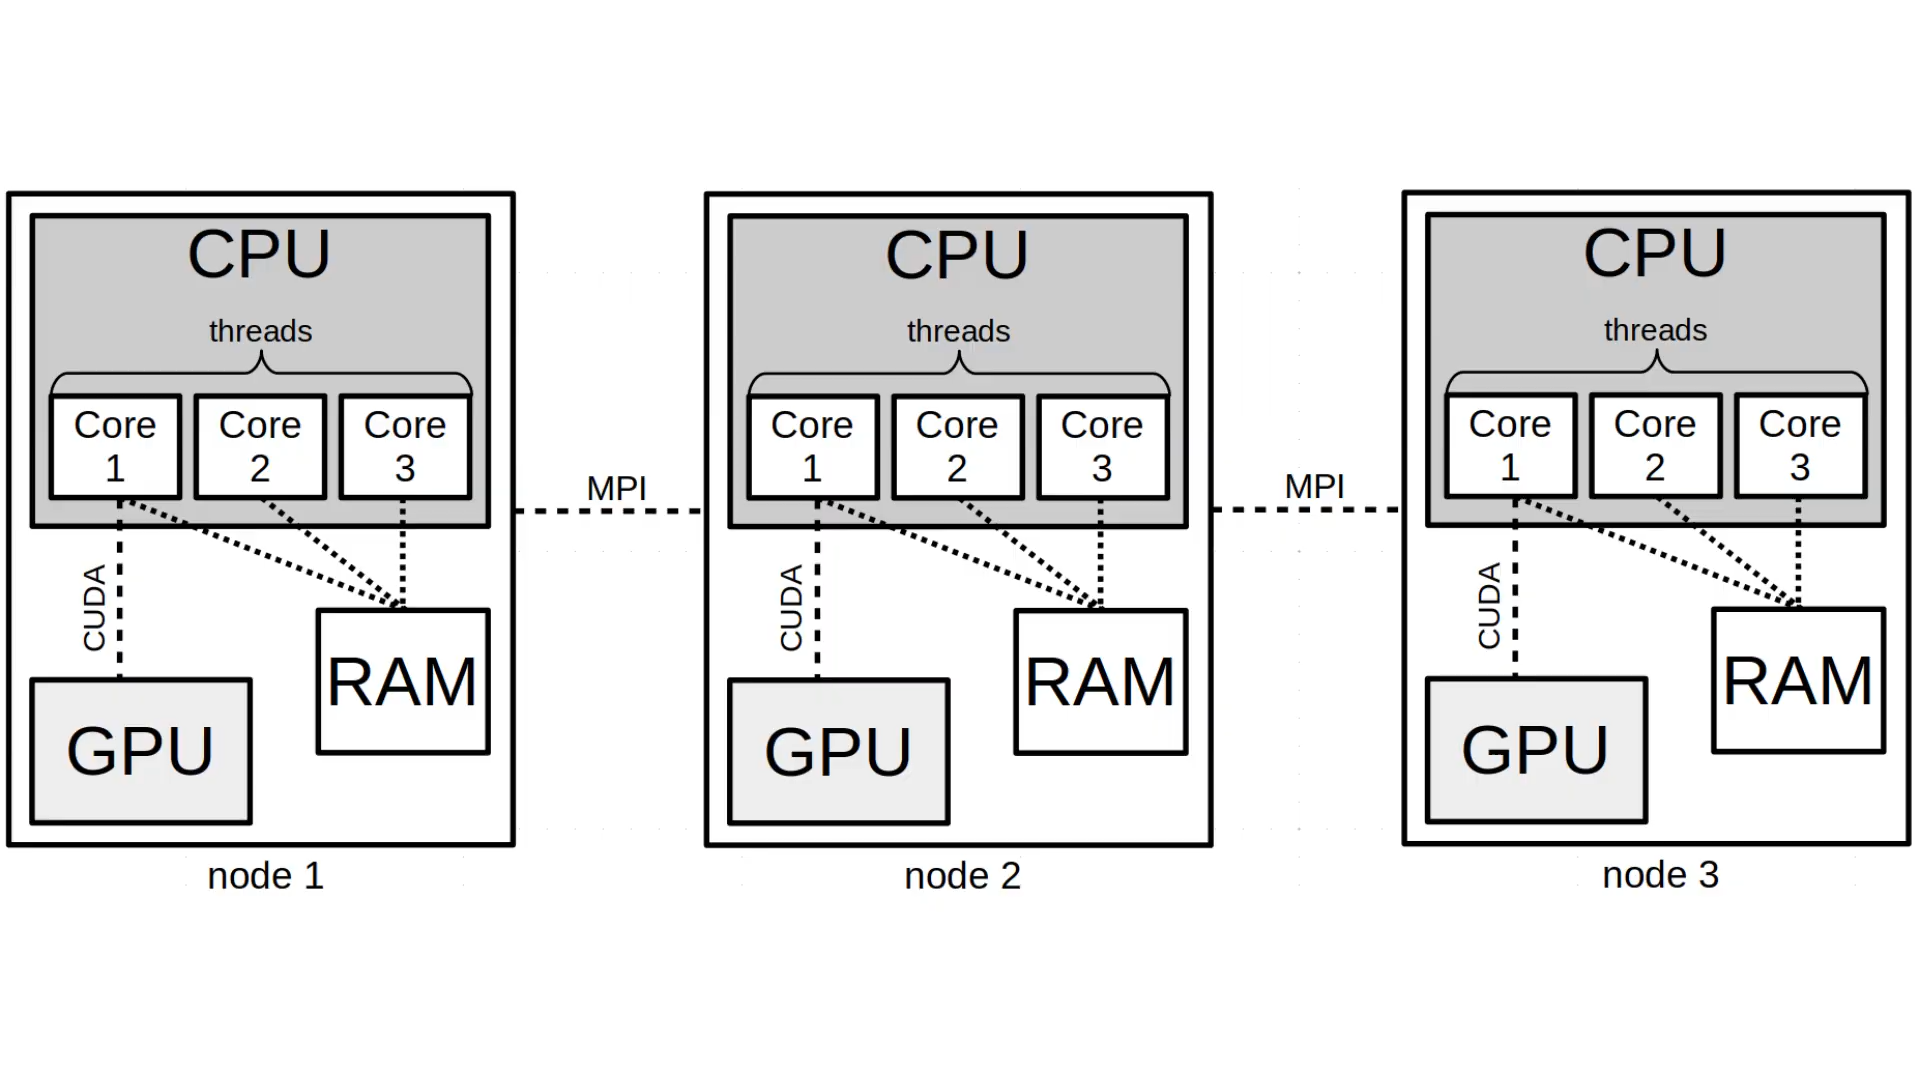 CPU
threads
Core
1
Core
2
Core
3
CUDA
RAM
GPU
node 1
MPI
CPU
threads
Core
1
Core
2
Core
3
CUDA
RAM
GPU
node 2
MPI
CPU
threads
Core
1
Core
2
Core
3
CUDA
RAM
GPU
node 3